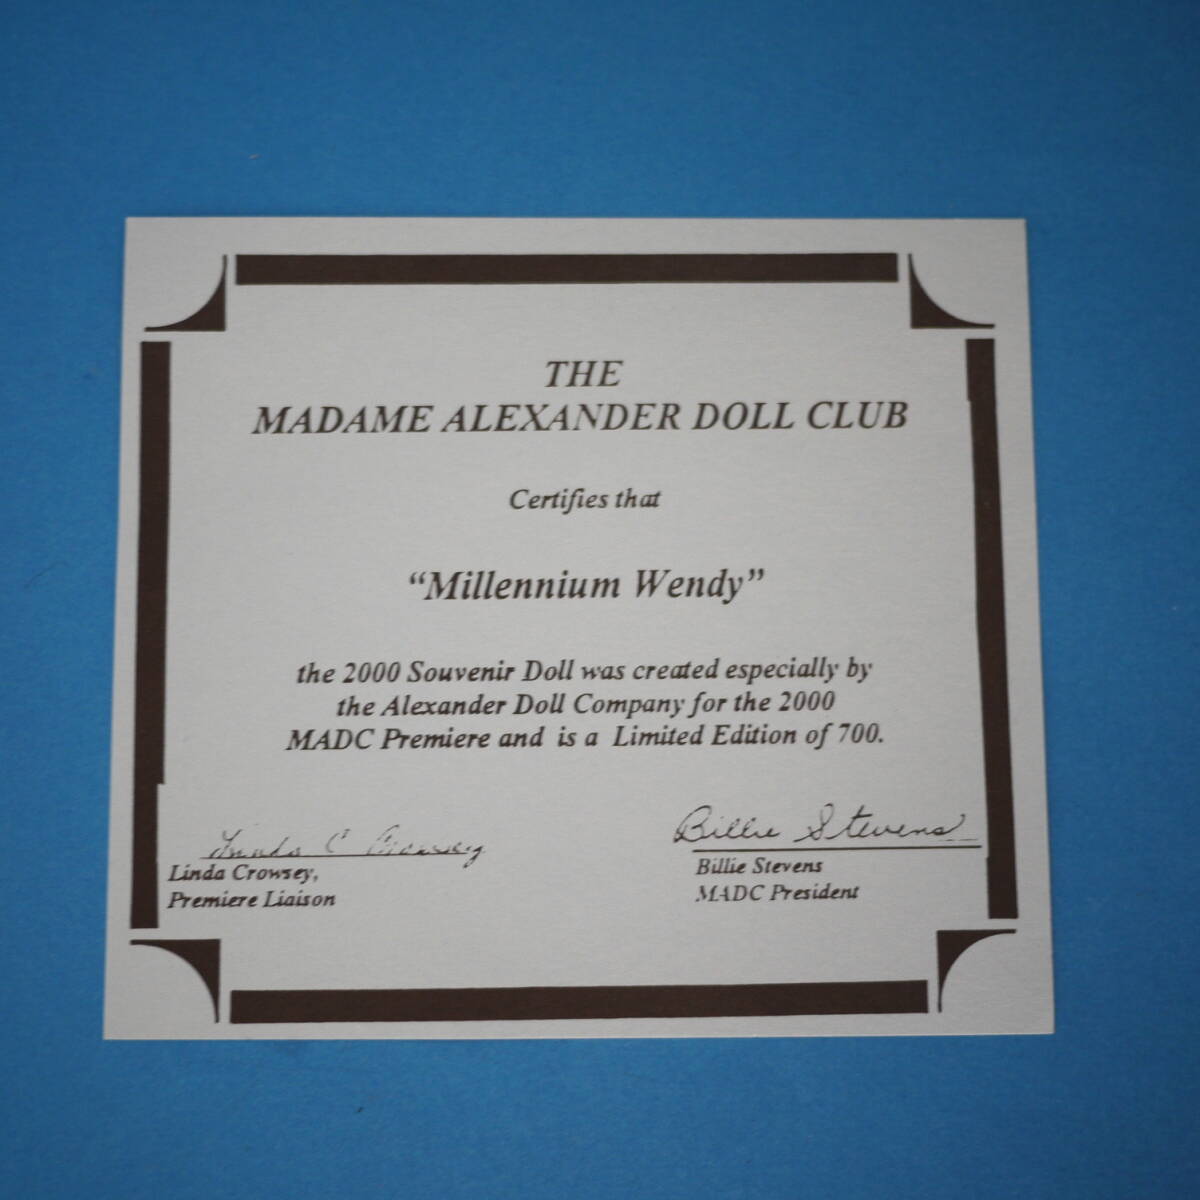 THE
MADAME ALEXANDER DOLL CLUB
Certifies that
“Millennium Wendy”
the 2000 Souvenir Doll was created especially by
the Alexander Doll Company for the 2000
MADC Premiere and is a Limited Edition of 700.
Linda C Crowsey
Billie Stevens
Linda Crowsey,
Billie Stevens
Premiere Liaison
MADC President